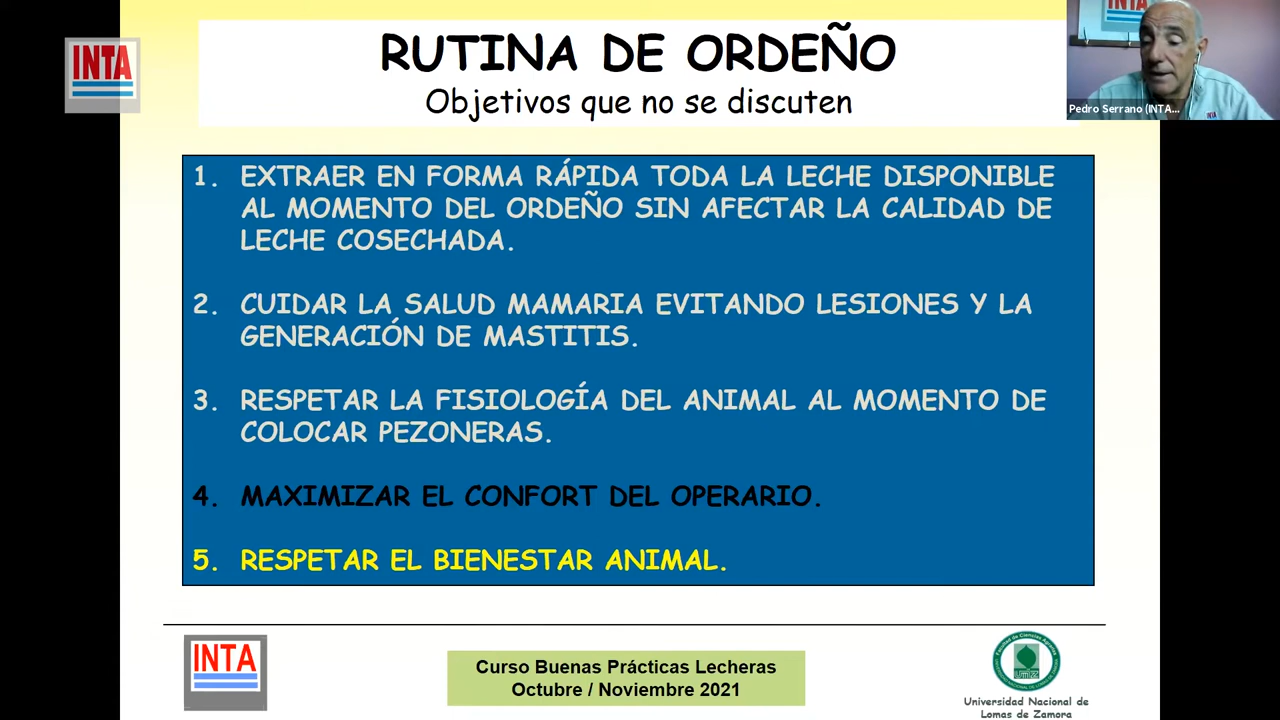 INTA
RUTINA DE ORDEÑO
Objetivos que no se discuten
INTA
Pedro Serrano (INTA...
INTA
1. EXTRAER EN FORMA RÁPIDA TODA LA LECHE DISPONIBLE
AL MOMENTO DEL ORDEÑO SIN AFECTAR LA CALIDAD DE
LECHE COSECHADA.
2. CUIDAR LA SALUD MAMARIA EVITANDO LESIONES Y LA
GENERACIÓN DE MASTITIS.
3. RESPETAR LA FISIOLOGÍA DEL ANIMAL AL MOMENTO DE
COLOCAR PEZONERAS.
4. MAXIMIZAR EL CONFORT DEL OPERARIO.
5. RESPETAR EL BIENESTAR ANIMAL.
INTA
Curso Buenas Prácticas Lecheras
Octubre / Noviembre 2021
Universidad Nacional de
Lomas de Zamora